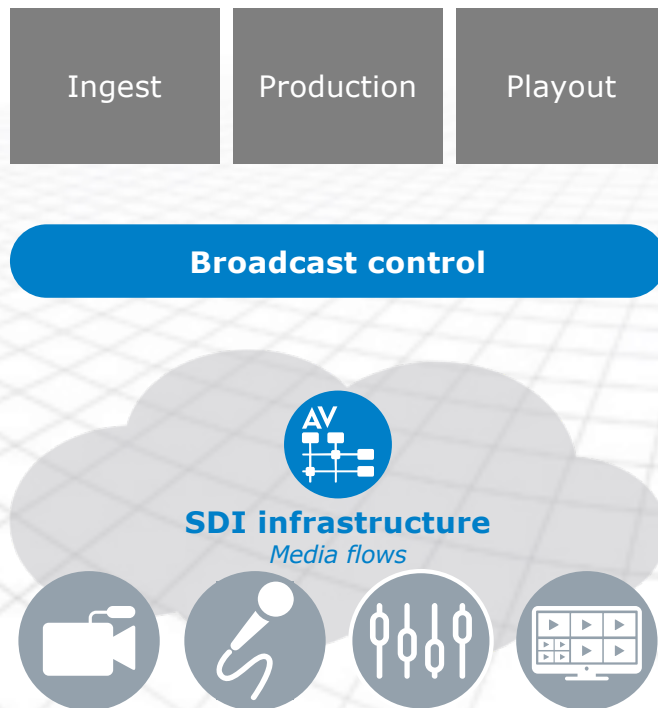 Ingest
Production
Playout
Broadcast control
AV
SDI infrastructure
Media flows